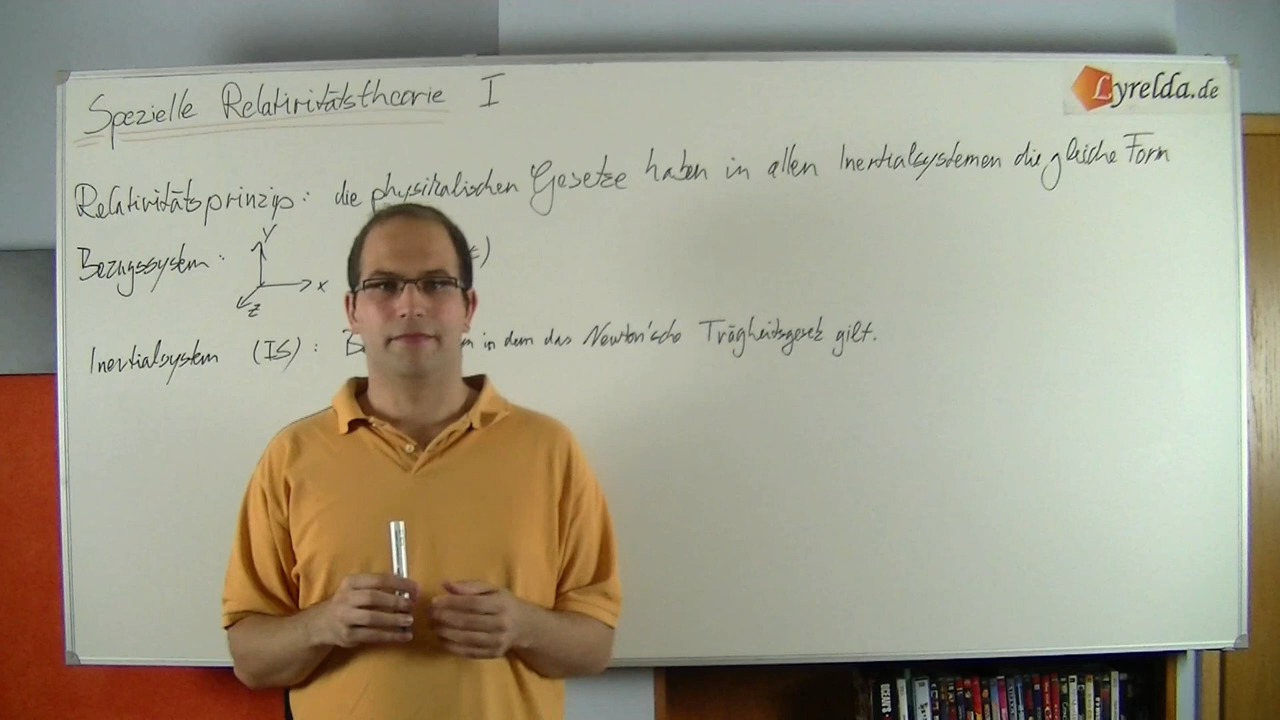 Spezielle Relativitätstheorie I
Lyrelda.de
Relativitätsprinzip: die physikalischen Gesetze haben in allen Inertialsystemen die gleiche Form
Bezugssystem:
y
x
z
)
Inertialsystem (IS): in dem das Newton'sche Trägheitsgesetz gilt.